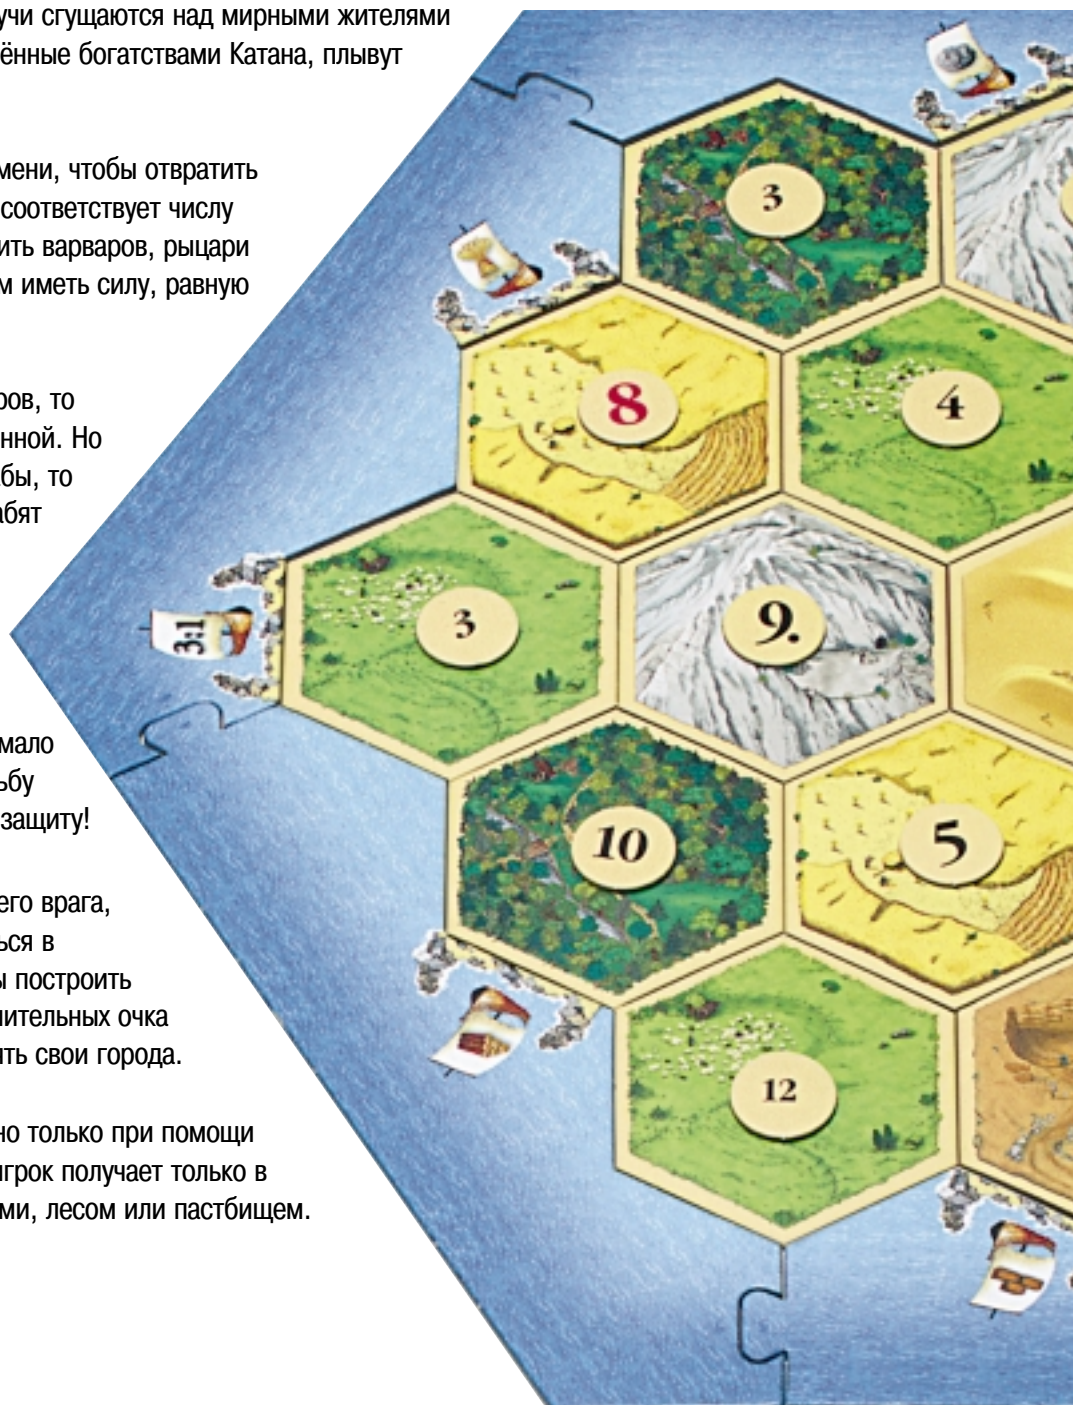 учи сгущаются над мирными жителями
ённые богатствами Катана, плывут
мени, чтобы отвратить
соответствует числу
ить варваров, рыцари
м иметь силу, равную
ров, то
нной. Но
бы, то
абят
мало
ьбу
защиту!
его врага,
ься в
ы построить
нительных очка
ить свои города.
но только при помощи
игрок получает только в
ми, лесом или пастбищем.
3
8
4
3:1
3
9.
10
5
12